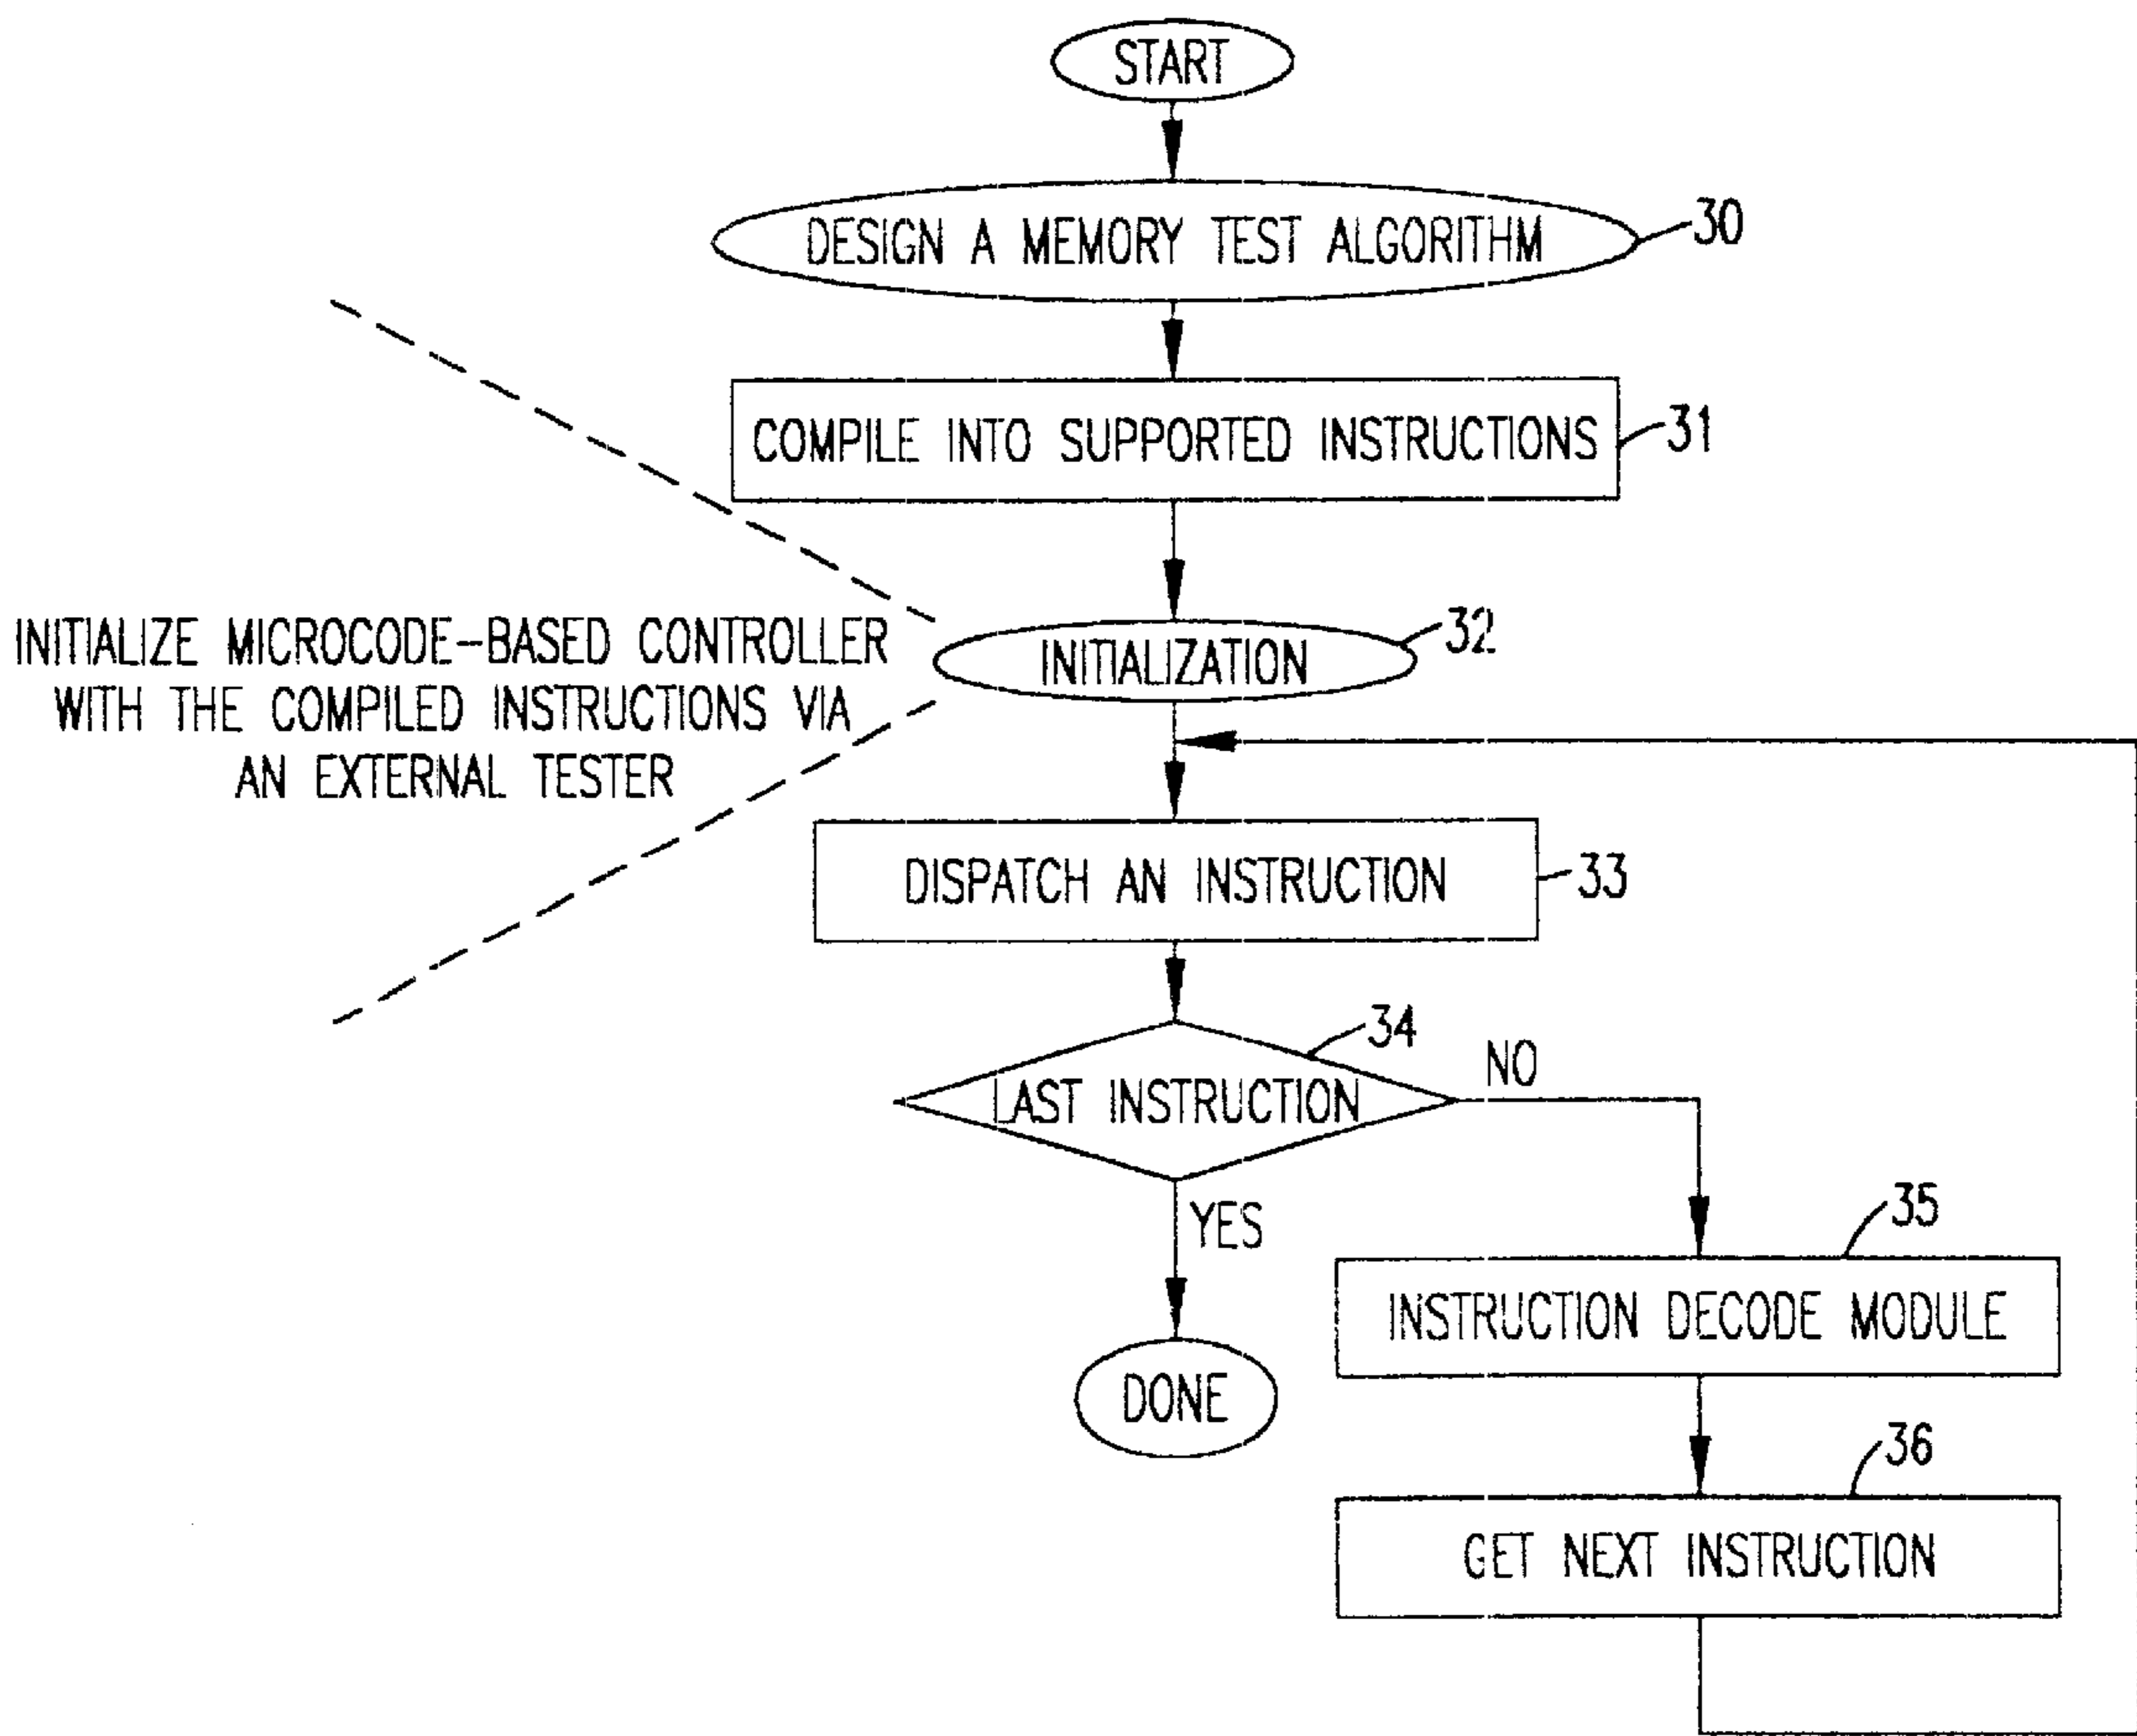 START
DESIGN A MEMORY TEST ALGORITHM
30
COMPILE INTO SUPPORTED INSTRUCTIONS
31
INITIALIZE MICROCODE-BASED CONTROLLER
WITH THE COMPILED INSTRUCTIONS VIA
AN EXTERNAL TESTER
INITIALIZATION
32
DISPATCH AN INSTRUCTION
33
LAST INSTRUCTION
34
NO
YES
DONE
35
INSTRUCTION DECODE MODULE
36
GET NEXT INSTRUCTION